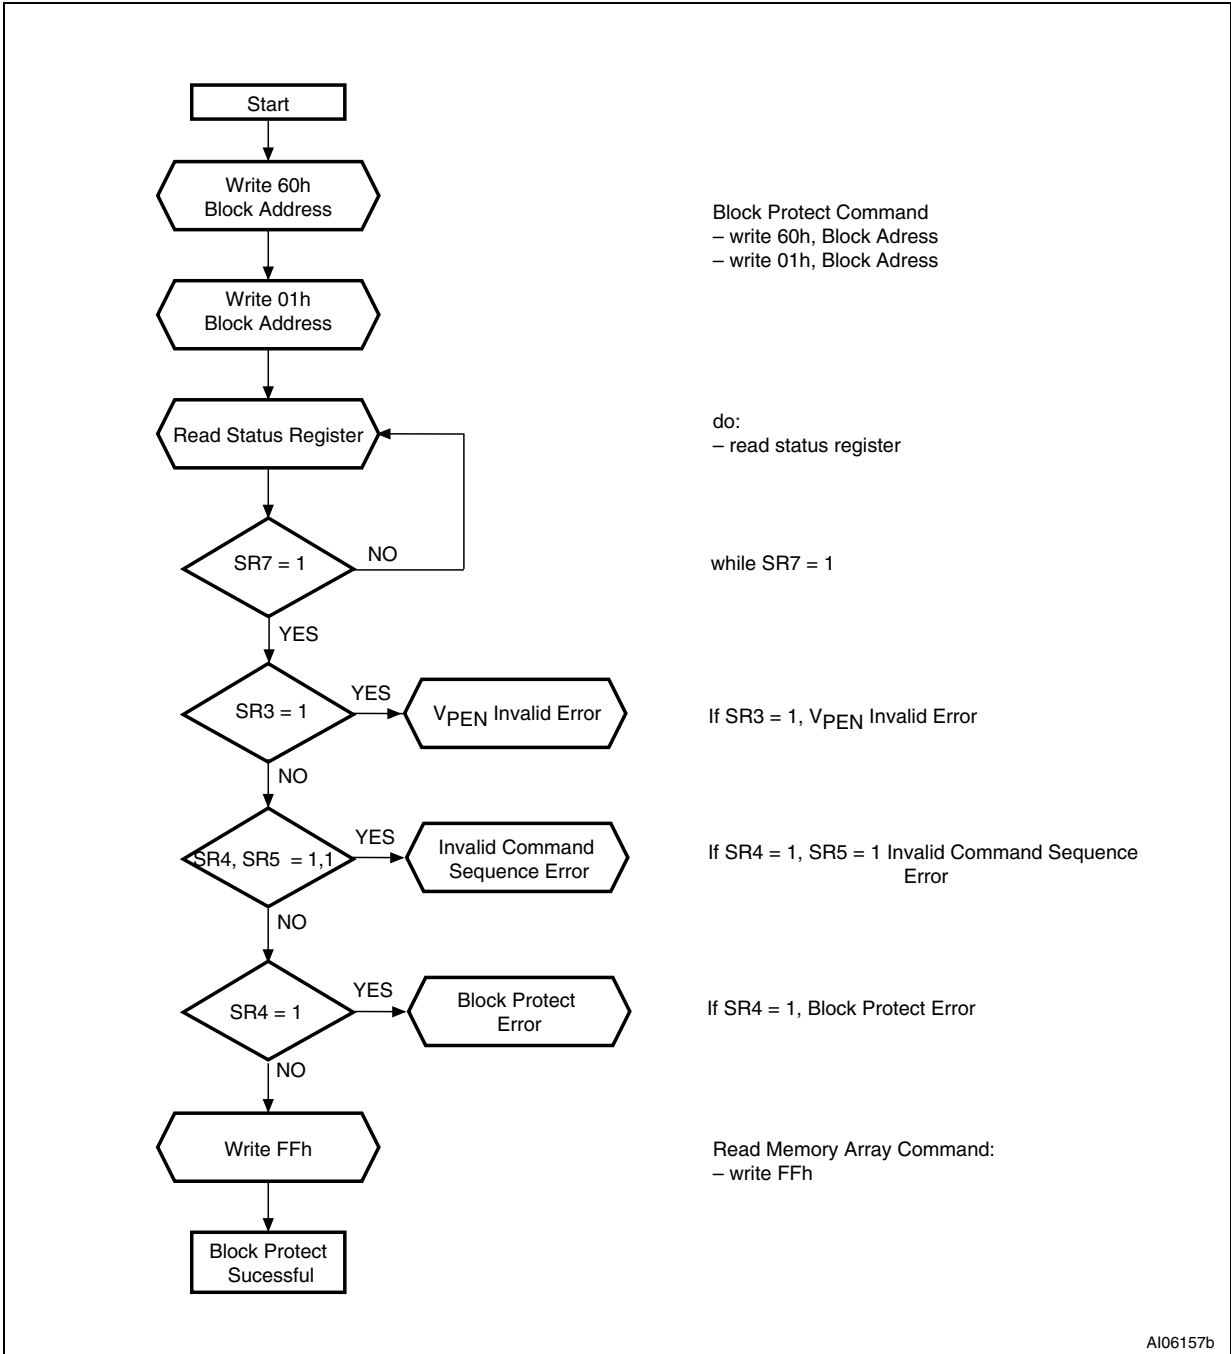 Start
Write 60h
Block Address
Block Protect Command
– write 60h, Block Adress
– write 01h, Block Adress
Write 01h
Block Address
Read Status Register
do:
– read status register
SR7 = 1
NO
while SR7 = 1
YES
SR3 = 1
YES
VPEN Invalid Error
If SR3 = 1, VPEN Invalid Error
NO
SR4, SR5 = 1,1
YES
Invalid Command
Sequence Error
If SR4 = 1, SR5 = 1 Invalid Command Sequence
Error
NO
SR4 = 1
YES
Block Protect
Error
If SR4 = 1, Block Protect Error
NO
Write FFh
Read Memory Array Command:
– write FFh
Block Protect
Sucessful
AI06157b